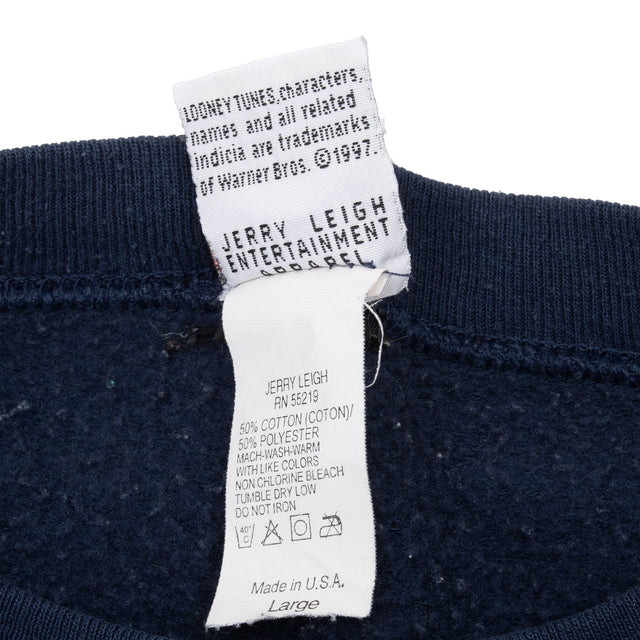 LOONEY TUNES, characters,
names and all related
indicia are trademarks
of Warner Bros. ©1997.
JERRY LEIGH
ENTERTAINMENT
APPAREL
JERRY LEIGH
RN 55219
50% COTTON (COTON)/
50% POLYESTER
MACH-WASH-WARM
WITH LIKE COLORS
NON CHLORINE BLEACH
TUMBLE DRY LOW
DO NOT IRON
40°
C
Made in U.S.A.
Large